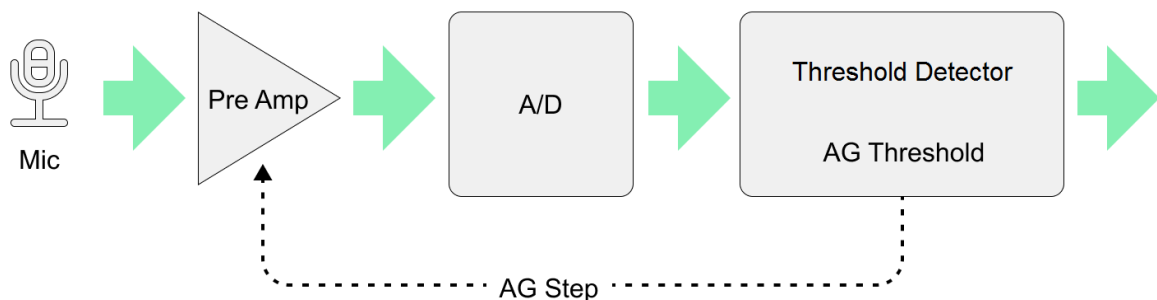 Mic
Pre Amp
A/D
Threshold Detector
AG Threshold
AG Step